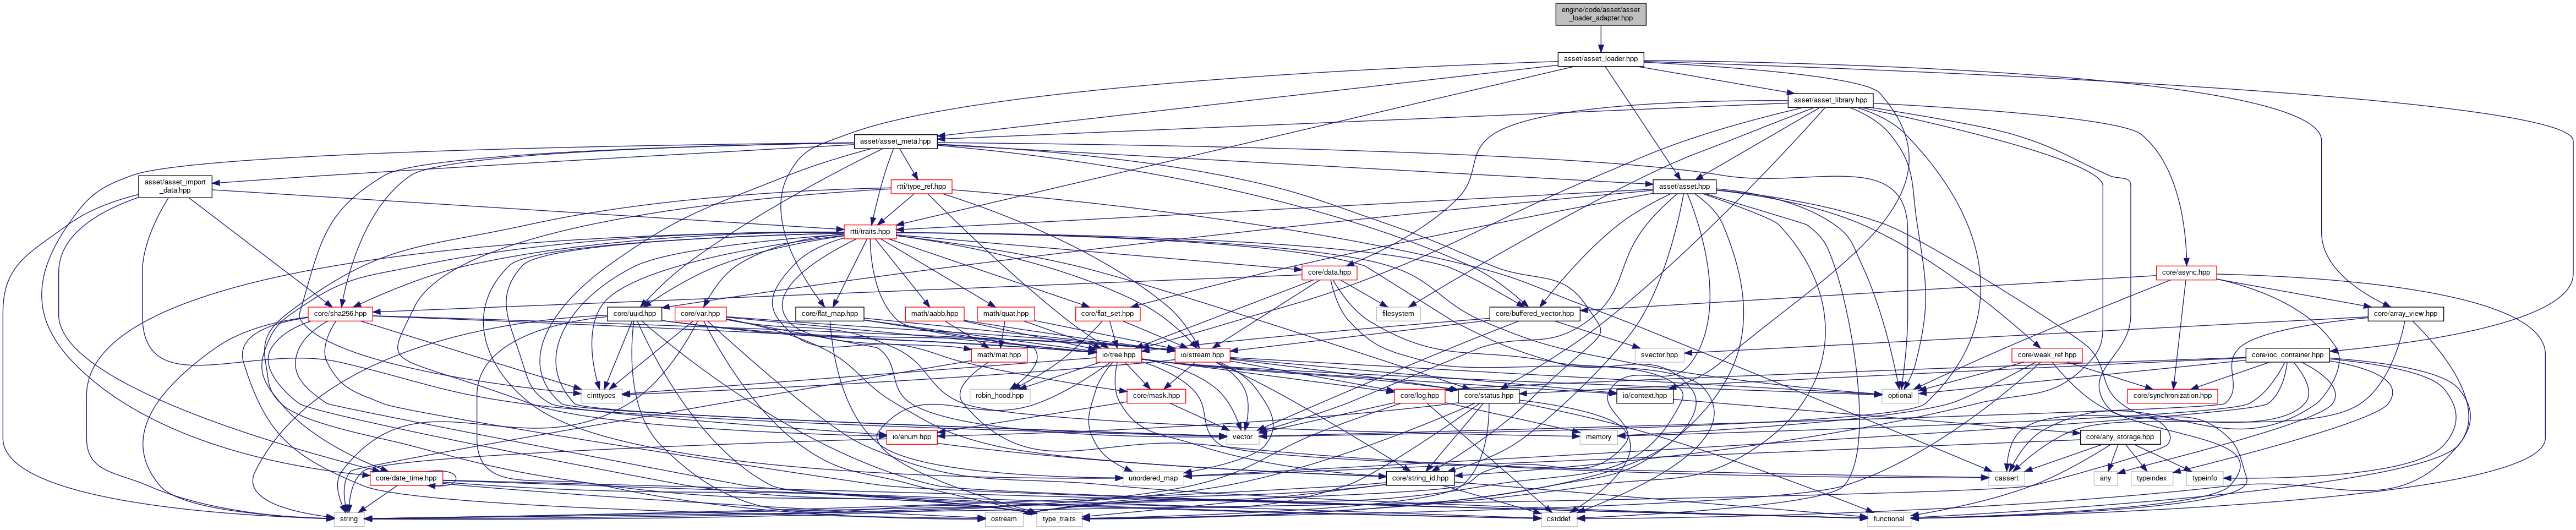 engine/code/asset/asset
_loader_adapter.hpp
asset/asset_loader.hpp
asset/asset_library.hpp
asset/asset_meta.hpp
asset/asset_import
_data.hpp
rtti/type_ref.hpp
asset/asset.hpp
rtti/traits.hpp
core/data.hpp
core/async.hpp
core/sha256.hpp
core/uuid.hpp
core/var.hpp
core/flat_map.hpp
math/aabb.hpp
math/quat.hpp
core/flat_set.hpp
filesystem
core/buffered_vector.hpp
core/array_view.hpp
math/mat.hpp
io/tree.hpp
io/stream.hpp
svector.hpp
core/weak_ref.hpp
core/ioc_container.hpp
cinttypes
robin_hood.hpp
core/mask.hpp
core/log.hpp
core/status.hpp
io/context.hpp
optional
core/synchronization.hpp
io/enum.hpp
vector
memory
core/any_storage.hpp
core/date_time.hpp
unordered_map
core/string_id.hpp
cassert
any
typeindex
typeinfo
string
ostream
type_traits
cstddef
functional